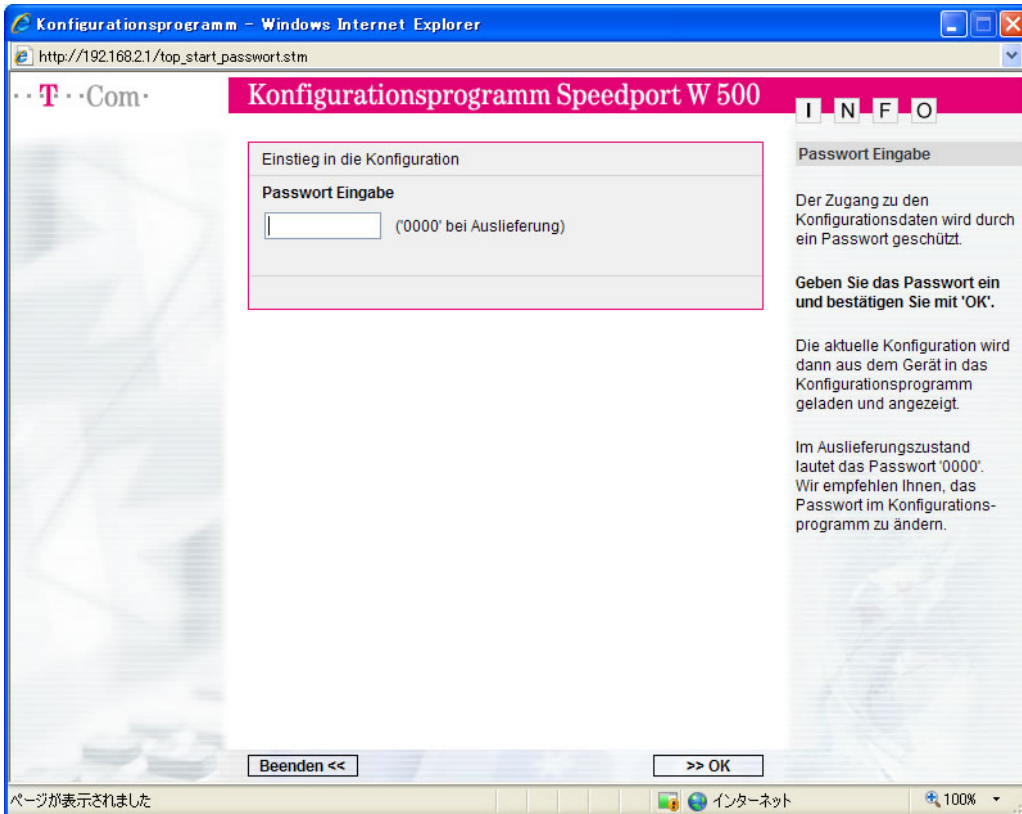 Konfigurationsprogramm - Windows Internet Explorer
http://192.168.2.1/top_start_passwort.stm
··T··Com·
Konfigurationsprogramm Speedport W 500
INFO
Einstieg in die Konfiguration
Passwort Eingabe
('0000' bei Auslieferung)
Passwort Eingabe
Der Zugang zu den
Konfigurationsdaten wird durch
ein Passwort geschützt.
Geben Sie das Passwort ein
und bestätigen Sie mit 'OK'.
Die aktuelle Konfiguration wird
dann aus dem Gerät in das
Konfigurationsprogramm
geladen und angezeigt.
Im Auslieferungszustand
lautet das Passwort '0000'.
Wir empfehlen Ihnen, das
Passwort im Konfigurations-
programm zu ändern.
Beenden <<
>> OK
ページが表示されました
インターネット
100%